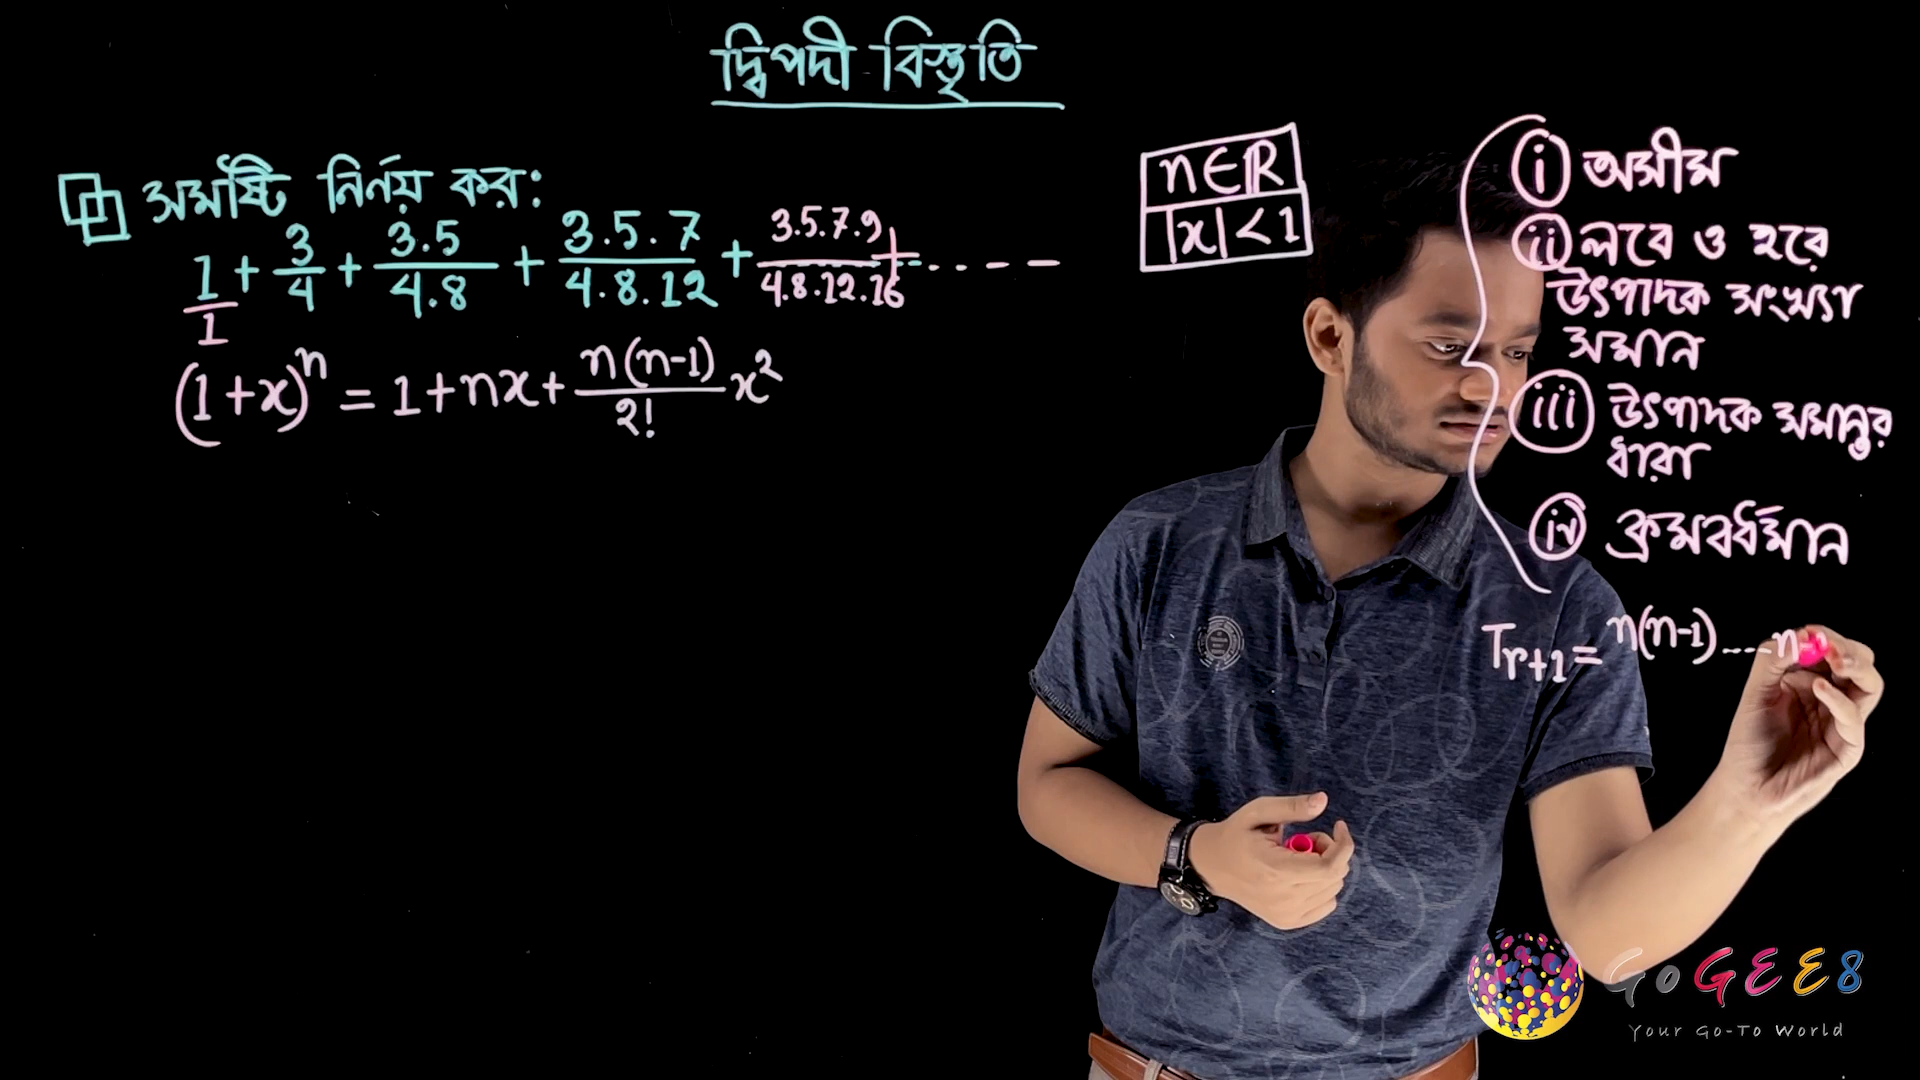 দ্বিপদী বিস্তৃতি
সমষ্টি নির্নয় কর:
1/1 + 3/4 + 3.5/4.8 + 3.5.7/4.8.12 + 3.5.7.9/4.8.12.16 + ....---
(1+x)^n = 1+nx+ n(n-1)/2! x^2
n∈R
|x|<1
i অসীম
ii লবে ও হরে
উৎপাদক সংখ্যা
সমান
iii উৎপাদক সমান্তর
ধারা
iv ক্রমবর্ধমান
T_{r+1} = n(n-1)....n-
GoGEE8
Your Go-To World